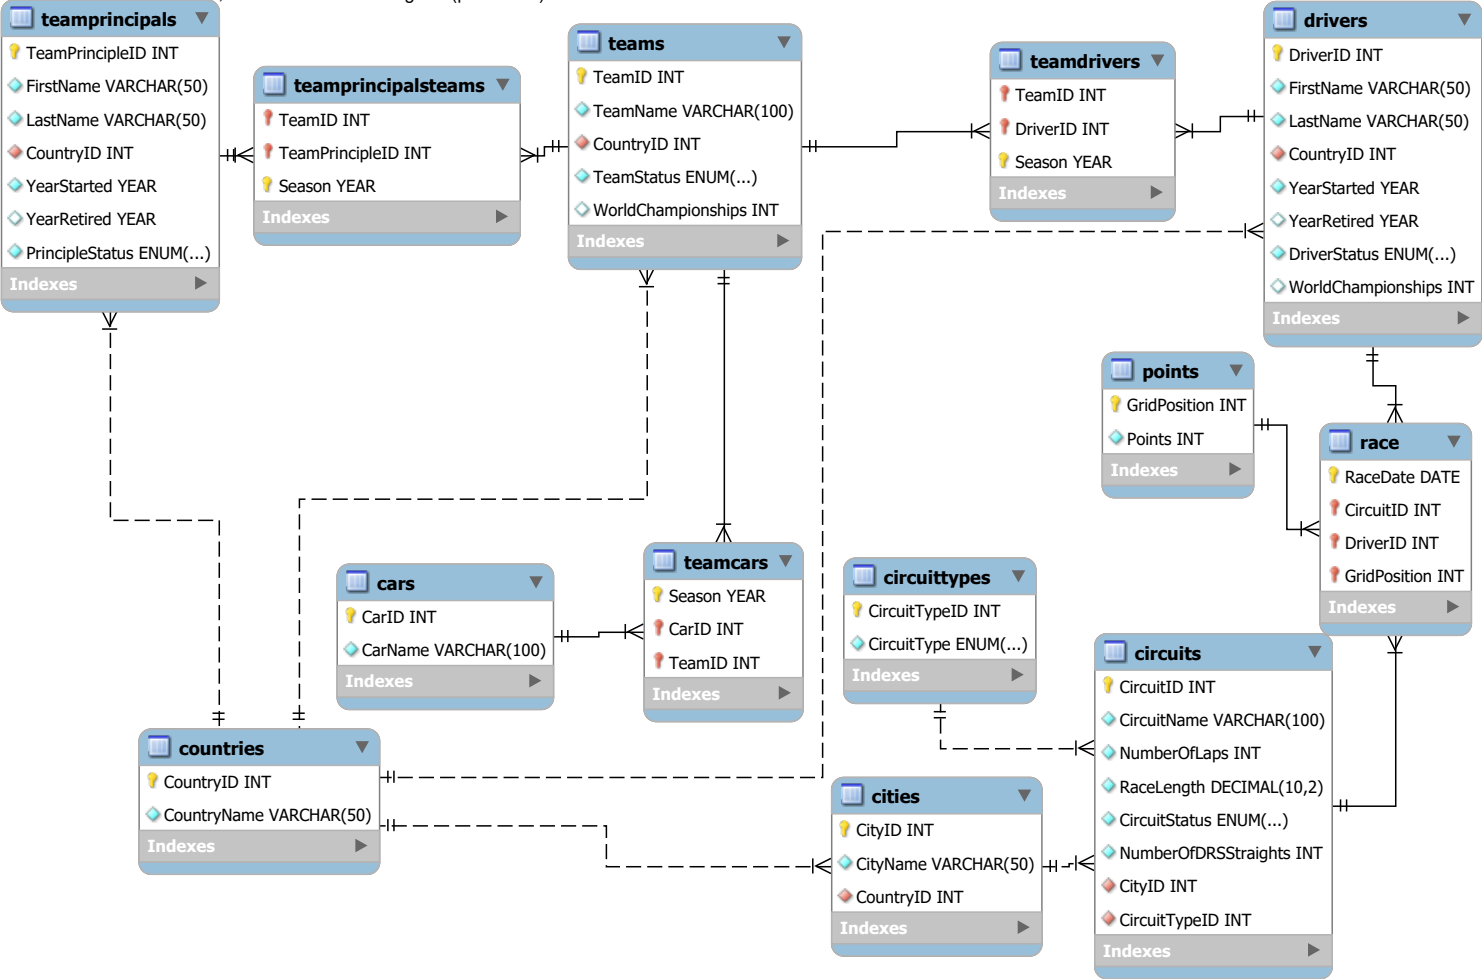 teamprincipals
TeamPrincipleID INT
FirstName VARCHAR(50)
LastName VARCHAR(50)
CountryID INT
YearStarted YEAR
YearRetired YEAR
PrincipleStatus ENUM(...)
Indexes
teamprincipalsteams
TeamID INT
TeamPrincipleID INT
Season YEAR
Indexes
teams
TeamID INT
TeamName VARCHAR(100)
CountryID INT
TeamStatus ENUM(...)
WorldChampionships INT
Indexes
teamdrivers
TeamID INT
DriverID INT
Season YEAR
Indexes
drivers
DriverID INT
FirstName VARCHAR(50)
LastName VARCHAR(50)
CountryID INT
YearStarted YEAR
YearRetired YEAR
DriverStatus ENUM(...)
WorldChampionships INT
Indexes
points
GridPosition INT
Points INT
Indexes
race
RaceDate DATE
CircuitID INT
DriverID INT
GridPosition INT
Indexes
cars
CarID INT
CarName VARCHAR(100)
Indexes
teamcars
Season YEAR
CarID INT
TeamID INT
Indexes
circuittypes
CircuitTypeID INT
CircuitType ENUM(...)
Indexes
circuits
CircuitID INT
CircuitName VARCHAR(100)
NumberOfLaps INT
RaceLength DECIMAL(10,2)
CircuitStatus ENUM(...)
NumberOfDRSStraights INT
CityID INT
CircuitTypeID INT
Indexes
countries
CountryID INT
CountryName VARCHAR(50)
Indexes
cities
CityID INT
CityName VARCHAR(50)
CountryID INT
Indexes